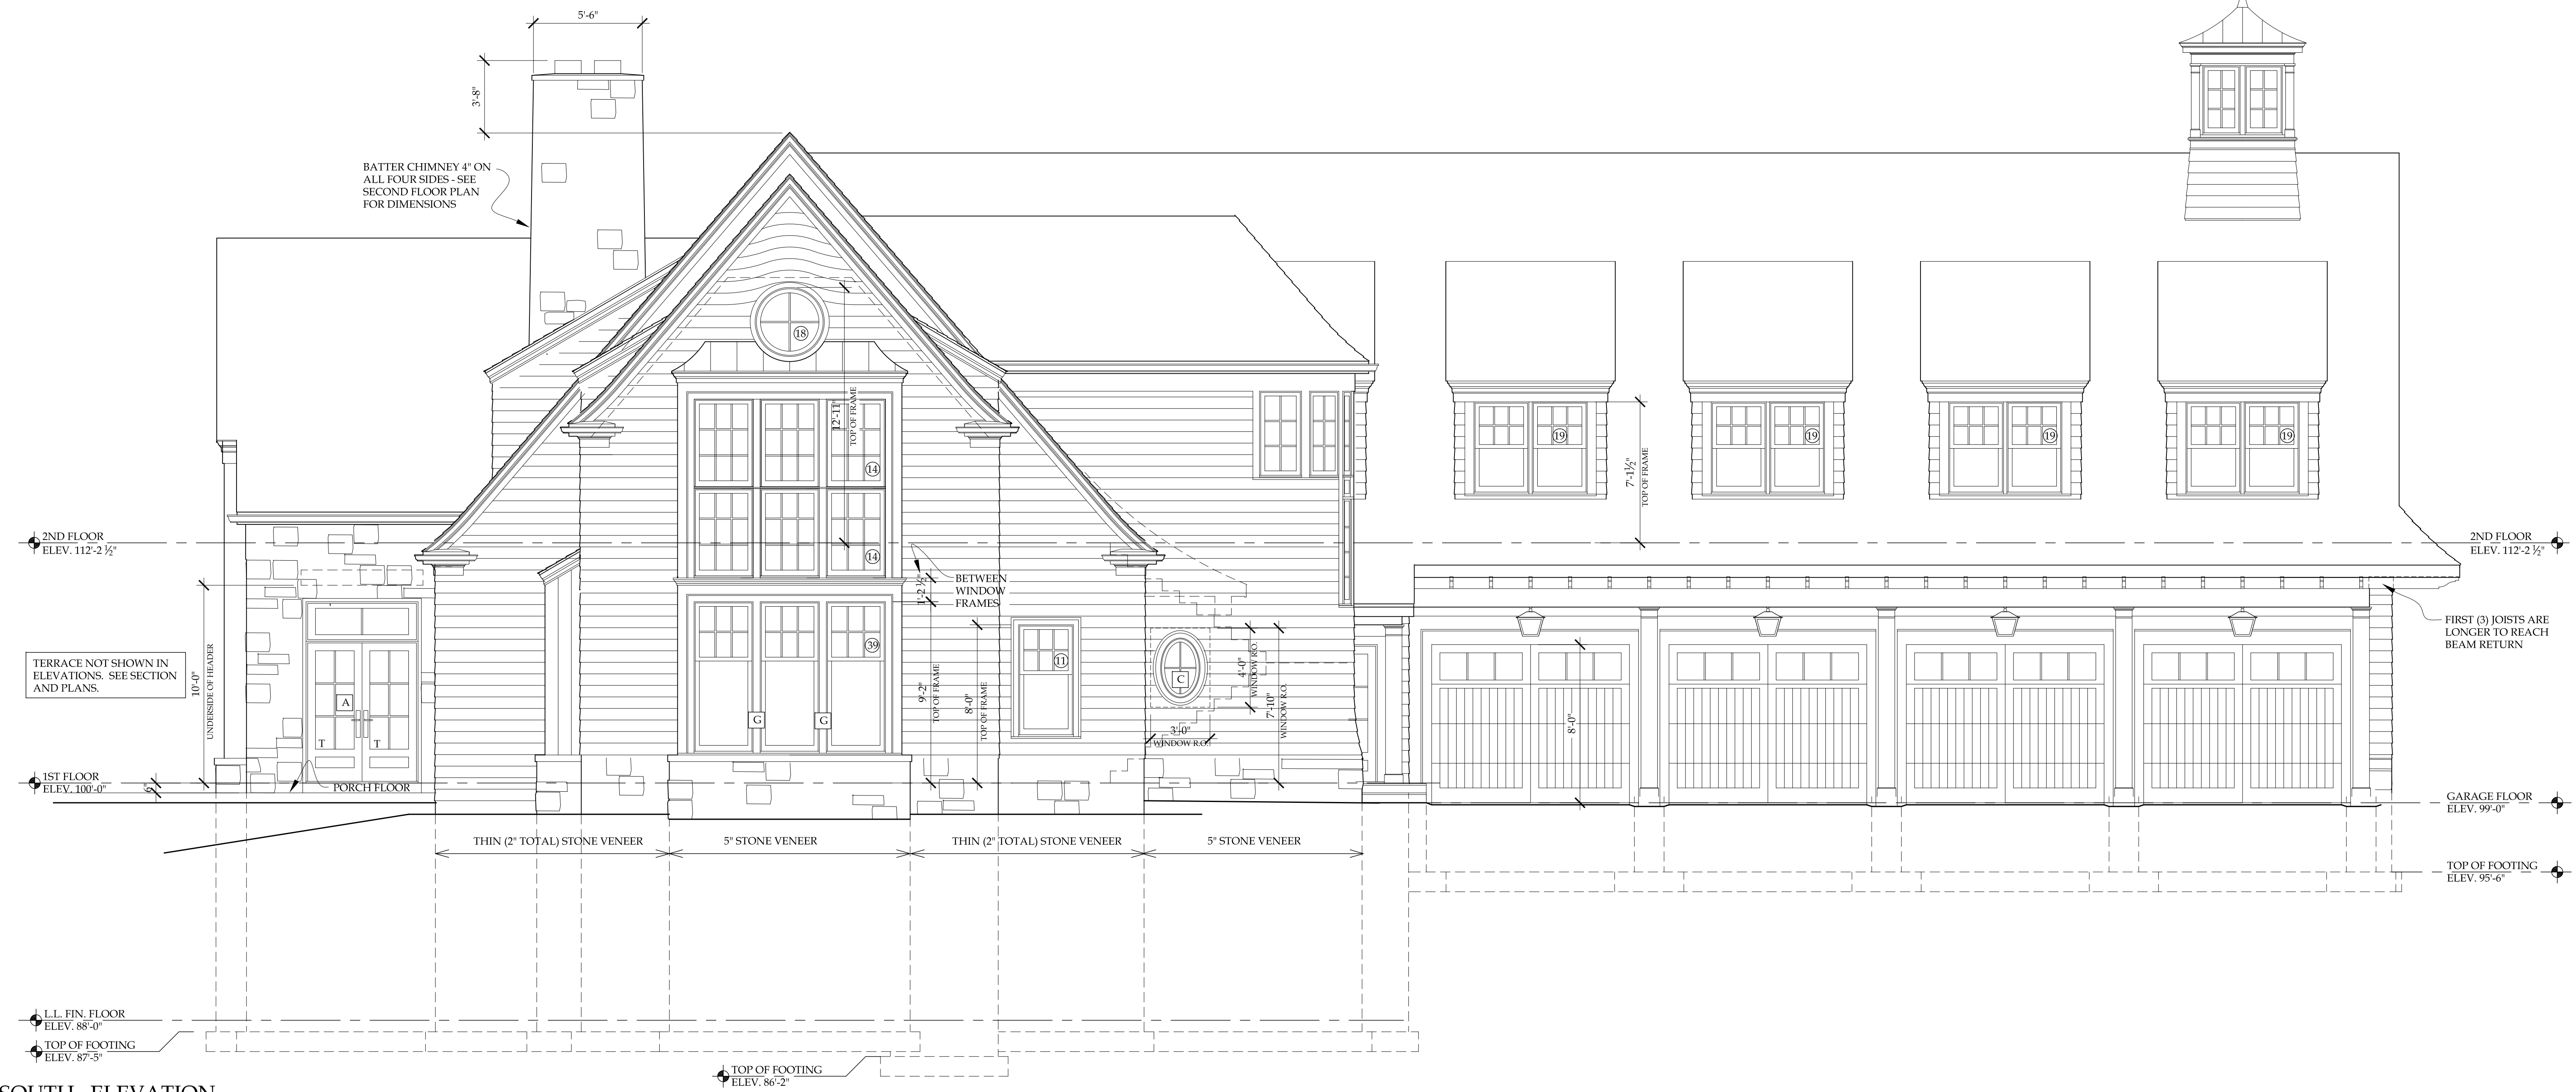 5'-6"
3'-8"
BATTER CHIMNEY 4" ON
ALL FOUR SIDES - SEE
SECOND FLOOR PLAN
FOR DIMENSIONS
18
12'-11"
TOP OF FRAME
14
14
19
19
19
19
7'-1½"
TOP OF FRAME
2ND FLOOR
ELEV. 112'-2 ½"
2ND FLOOR
ELEV. 112'-2 ½"
BETWEEN
WINDOW
FRAMES
1'-2 ½"
10'-0"
UNDERSIDE OF HEADER
TERRACE NOT SHOWN IN
ELEVATIONS. SEE SECTION
AND PLANS.
A
T
T
39
G
G
9'-2"
TOP OF FRAME
8'-0"
TOP OF FRAME
11
C
4'-0"
WINDOW R.O.
7'-10"
WINDOW R.O.
3'-0"
WINDOW R.O.
8'-0"
FIRST (3) JOISTS ARE
LONGER TO REACH
BEAM RETURN
1ST FLOOR
ELEV. 100'-0"
6"
PORCH FLOOR
GARAGE FLOOR
ELEV. 99'-0"
THIN (2" TOTAL) STONE VENEER
5" STONE VENEER
THIN (2" TOTAL) STONE VENEER
5" STONE VENEER
TOP OF FOOTING
ELEV. 95'-6"
L.L. FIN. FLOOR
ELEV. 88'-0"
TOP OF FOOTING
ELEV. 87'-5"
TOP OF FOOTING
ELEV. 86'-2"
SOUTH ELEVATION